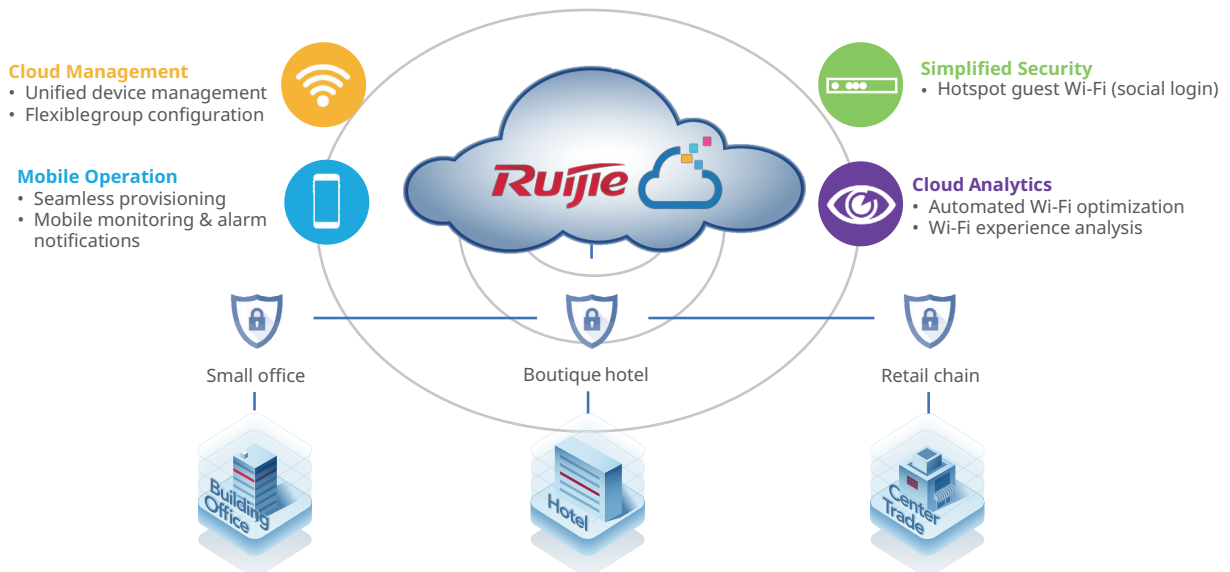 Cloud Management
• Unified device management
• Flexiblegroup configuration
Mobile Operation
• Seamless provisioning
• Mobile monitoring & alarm
notifications
RUIJIE
Simplified Security
• Hotspot guest Wi-Fi (social login)
Cloud Analytics
• Automated Wi-Fi optimization
• Wi-Fi experience analysis
Small office
Boutique hotel
Retail chain
Building
Office
Hotel
Center
Trade